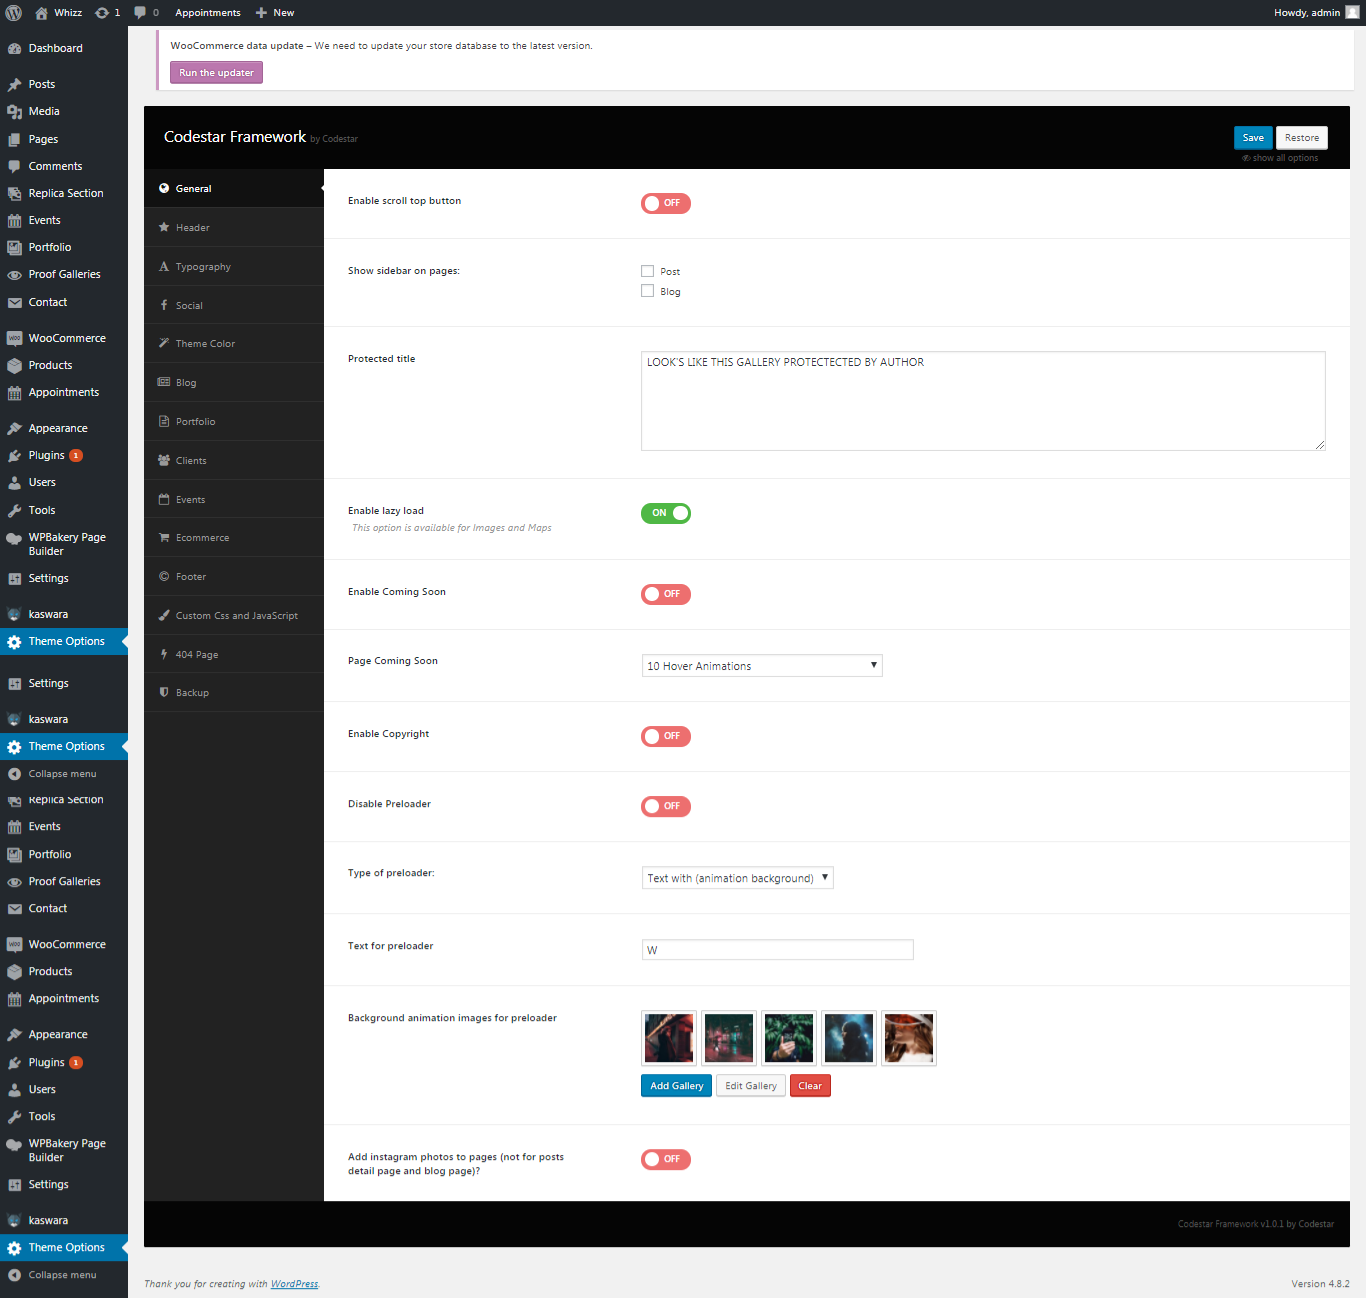 Whizz 1 0 Appointments New Howdy, admin
Dashboard
Posts
Media
Pages
Comments
Replica Section
Events
Portfolio
Proof Galleries
Contact
WooCommerce
Products
Appointments
Appearance
Plugins 1
Users
Tools
WPBakery Page
Builder
Settings
kaswara
Theme Options
Settings
kaswara
Theme Options
Collapse menu
Replica Section
Events
Portfolio
Proof Galleries
Contact
WooCommerce
Products
Appointments
Appearance
Plugins 1
Users
Tools
WPBakery Page
Builder
Settings
kaswara
Theme Options
Collapse menu
WooCommerce data update – We need to update your store database to the latest version.
Run the updater
Codestar Framework by Codestar
Save Restore
show all options
General
Header
Typography
Social
Theme Color
Blog
Portfolio
Clients
Events
Ecommerce
Footer
Custom Css and JavaScript
404 Page
Backup
Enable scroll top button OFF
Show sidebar on pages: Post
Blog
Protected title LOOK'S LIKE THIS GALLERY PROTECTECTED BY AUTHOR
Enable lazy load ON
This option is available for Images and Maps
Enable Coming Soon OFF
Page Coming Soon 10 Hover Animations
Enable Copyright OFF
Disable Preloader OFF
Type of preloader: Text with (animation background)
Text for preloader W
Background animation images for preloader
Add Gallery Edit Gallery Clear
Add instagram photos to pages (not for posts
detail page and blog page)? OFF
Codestar Framework v1.0.1 by Codestar
Thank you for creating with WordPress. Version 4.8.2